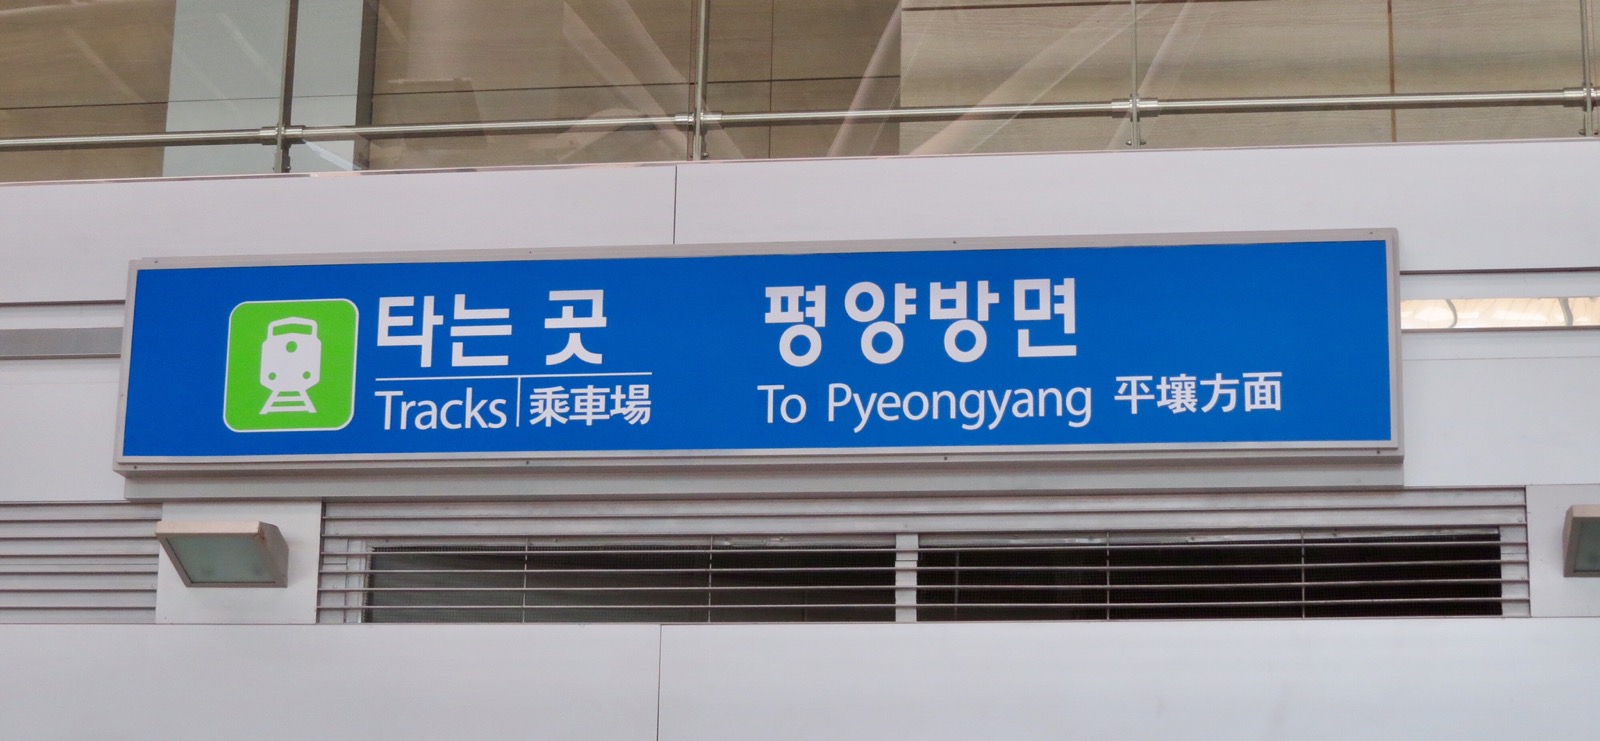 타는 곳
Tracks 乘車場
평양방면
To Pyeongyang 平壤方面